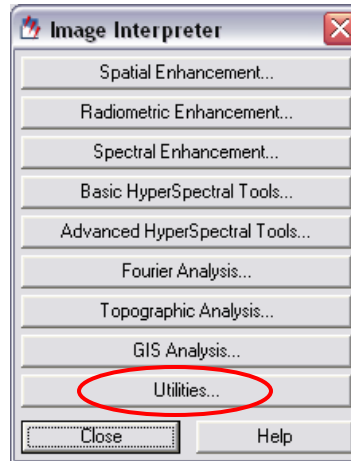 Image Interpreter
Spatial Enhancement...
Radiometric Enhancement...
Spectral Enhancement...
Basic HyperSpectral Tools...
Advanced HyperSpectral Tools...
Fourier Analysis...
Topographic Analysis...
GIS Analysis...
Utilities...
Close Help